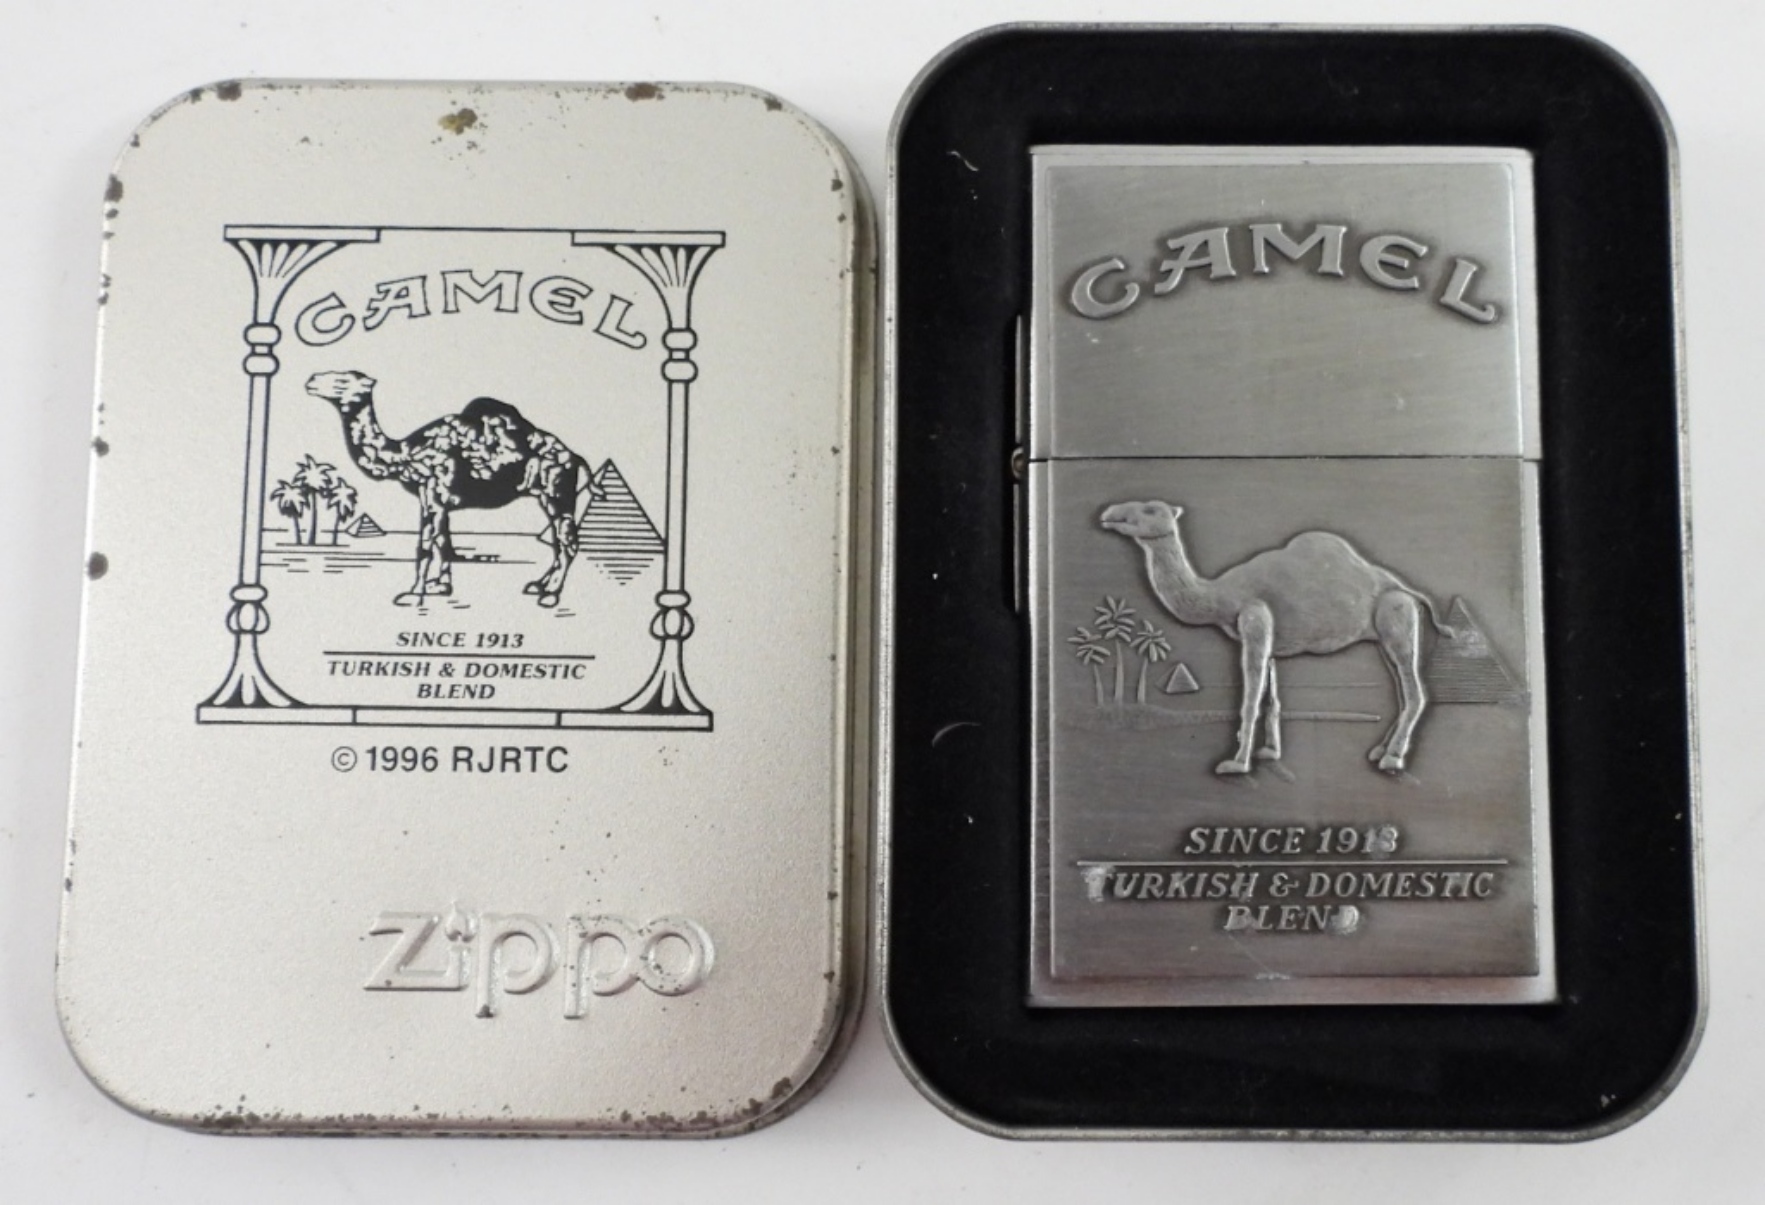 CAMEL
SINCE 1913
TURKISH & DOMESTIC
BLEND
© 1996 RJRTC
Zippo
CAMEL
SINCE 1913
TURKISH & DOMESTIC
BLEND